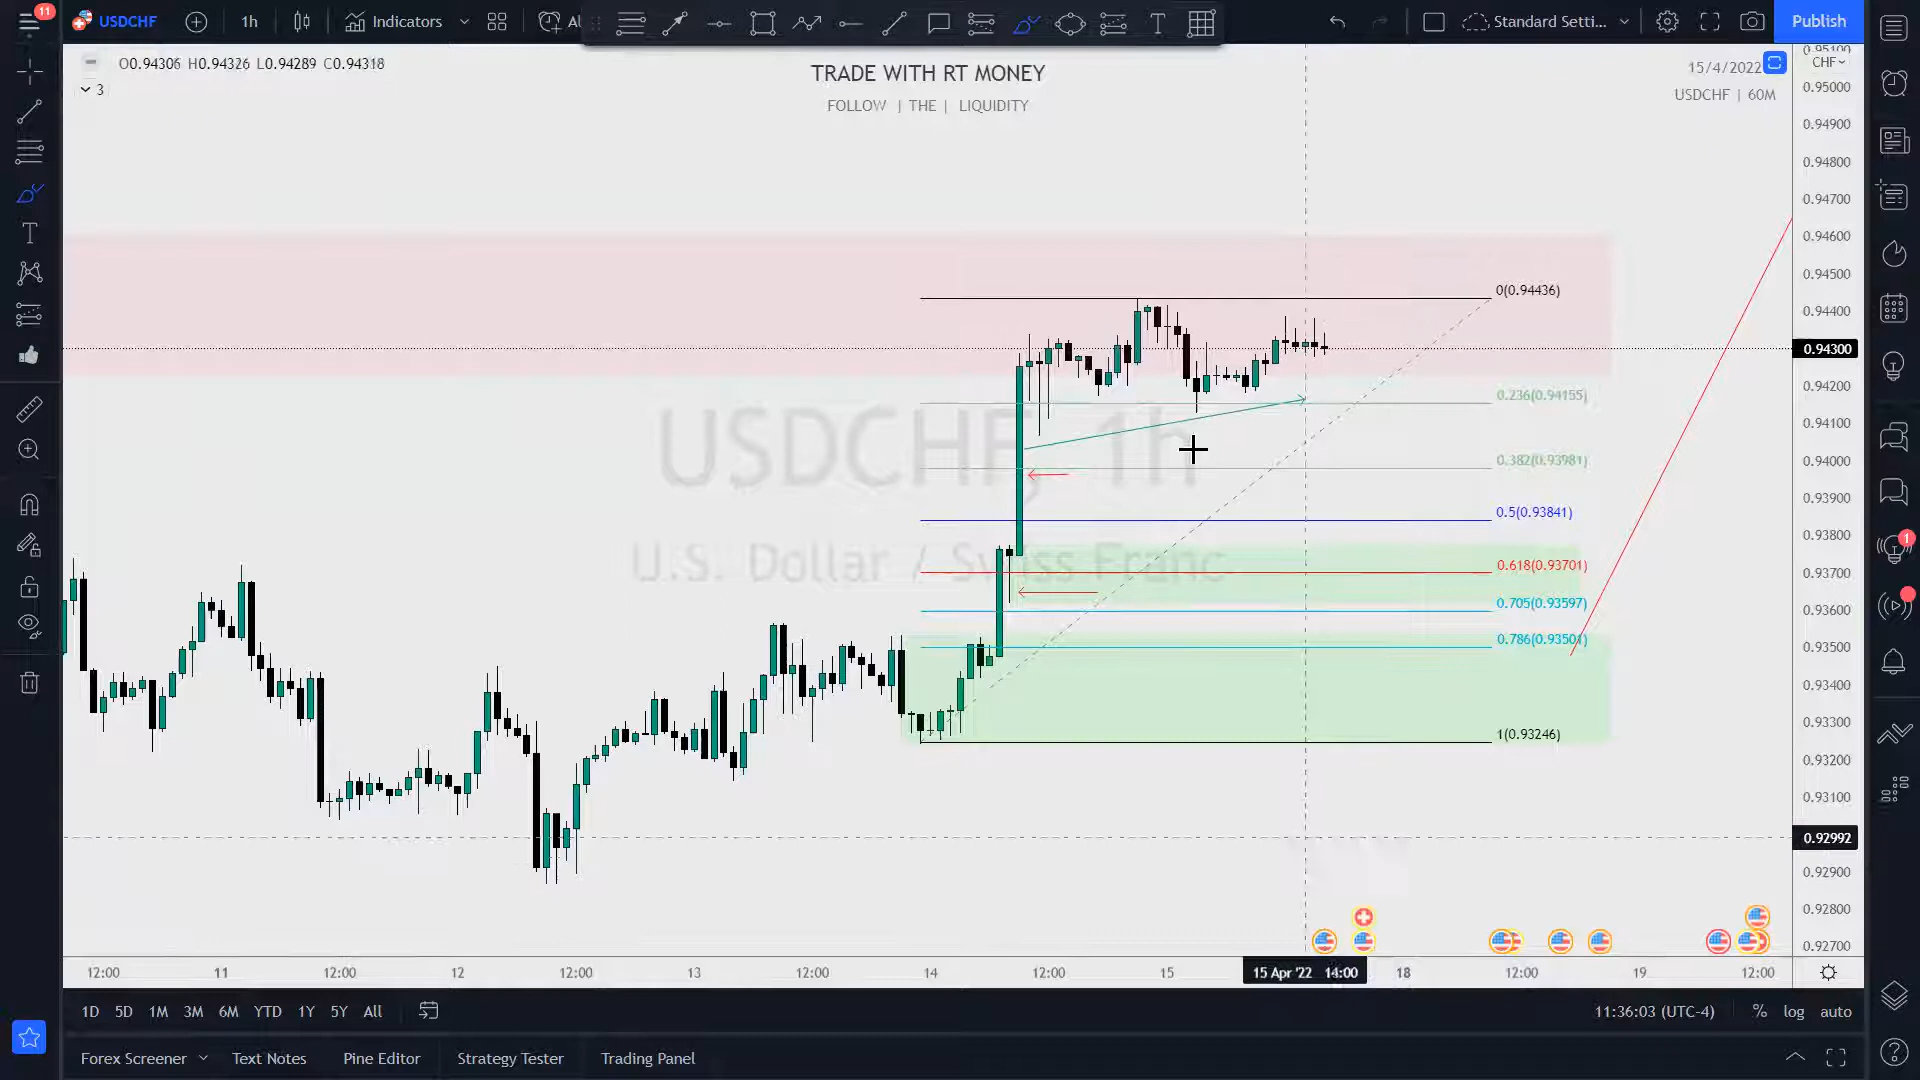 11
USDCHF
1h
Indicators
Al
Standard Setti...
Publish
O0.94306 H0.94326 L0.94289 C0.94318
3
TRADE WITH RT MONEY
FOLLOW | THE | LIQUIDITY
15/4/2022
USDCHF | 60M
CHF
0.95100
0.95000
0.94900
0.94800
0.94700
0.94600
0.94500
0.94400
0.94300
0.94200
0.94100
0.94000
0.93900
0.93800
0.93700
0.93600
0.93500
0.93400
0.93300
0.93200
0.93100
0.92992
0.92900
0.92800
0.92700
0(0.94436)
0.236(0.94155)
0.382(0.93981)
0.5(0.93841)
0.618(0.93701)
0.705(0.93597)
0.786(0.93501)
1(0.93246)
USDCHF, 1h
U.S. Dollar / Swiss Franc
1
12:00 11 12:00 12 12:00 13 12:00 14 12:00 15 15 Apr '22 14:00 18 12:00 19 12:00
1D 5D 1M 3M 6M YTD 1Y 5Y All
11:36:03 (UTC-4) % log auto
Forex Screener Text Notes Pine Editor Strategy Tester Trading Panel